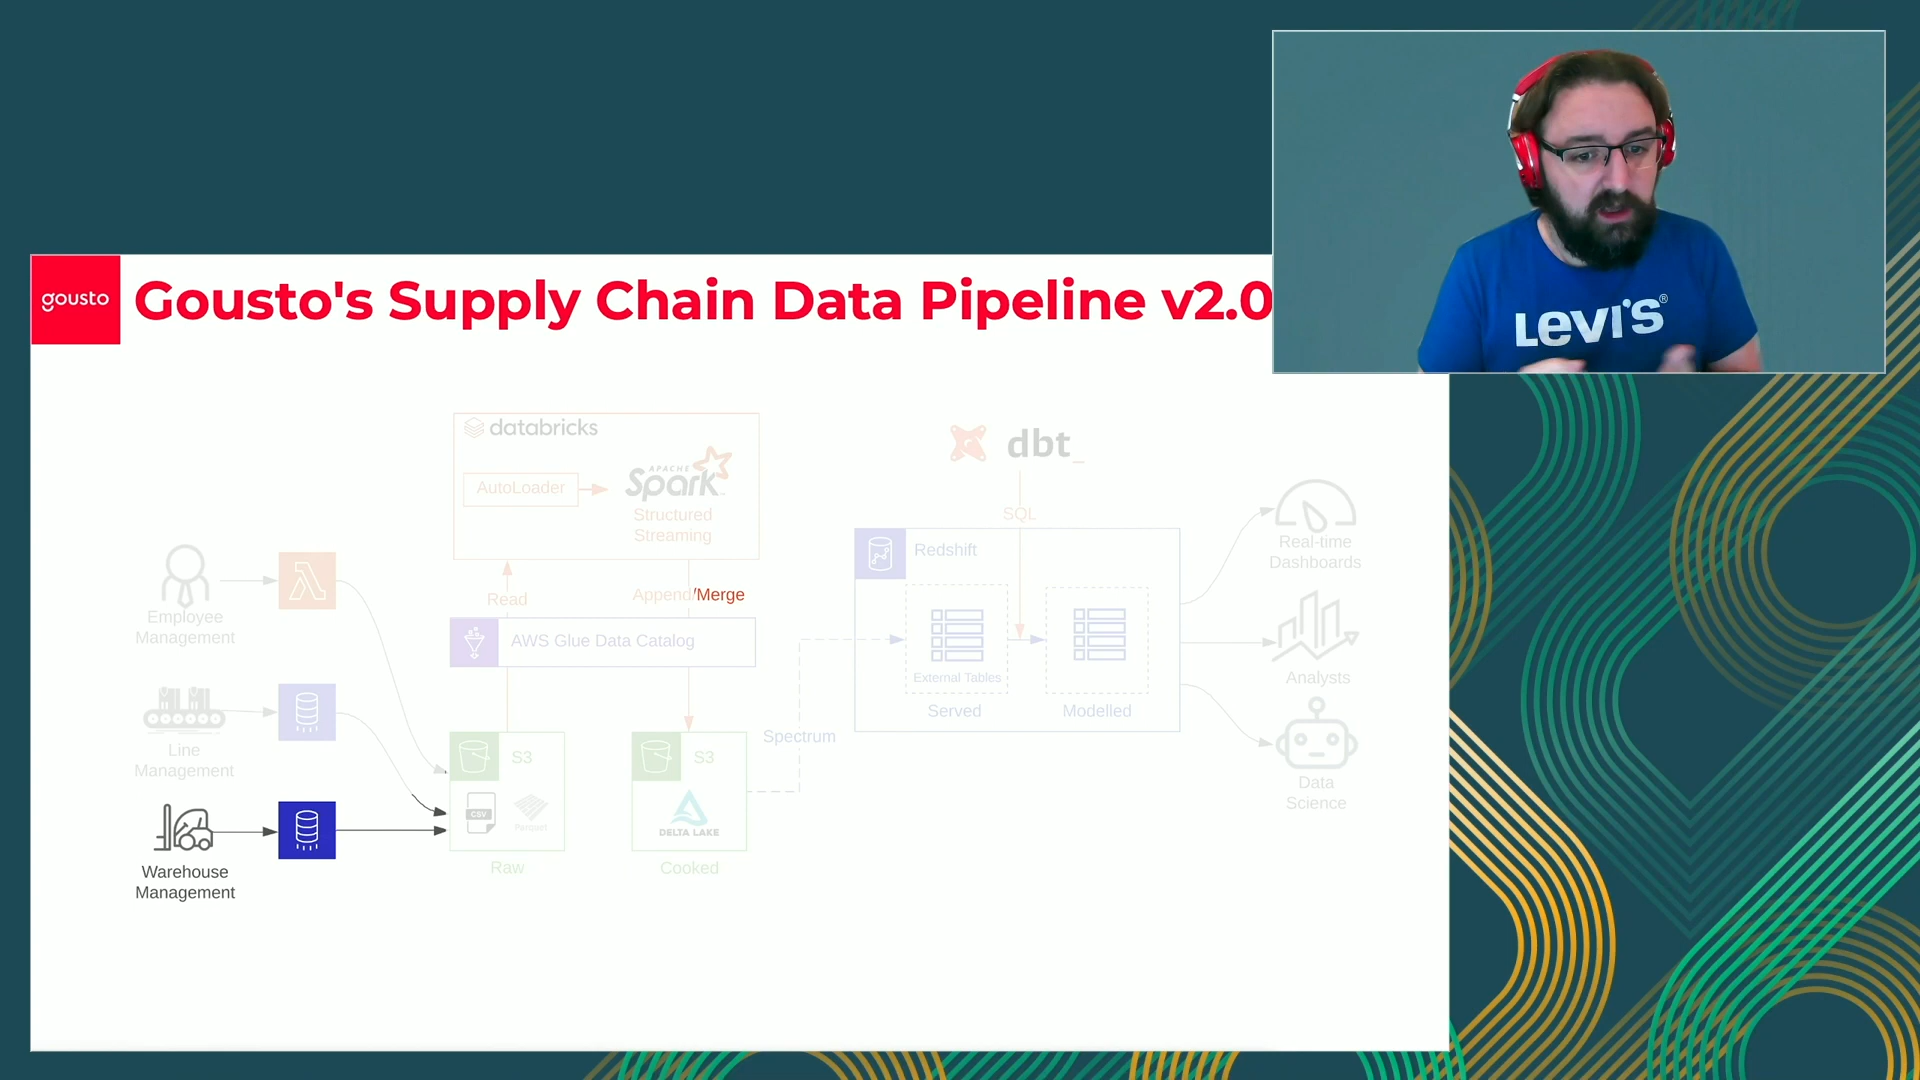 gousto
Gousto's Supply Chain Data Pipeline v2.0
LEVI'S®
databricks
AutoLoader
APACHE
Spark
Structured
Streaming
dbt_
SQL
Real-time
Dashboards
Redshift
Employee
Management
Read
Append/Merge
AWS Glue Data Catalog
External Tables
Served
Modelled
Analysts
Line
Management
Spectrum
S3
CSV
Parquet
Raw
S3
DELTA LAKE
Cooked
Data
Science
Warehouse
Management